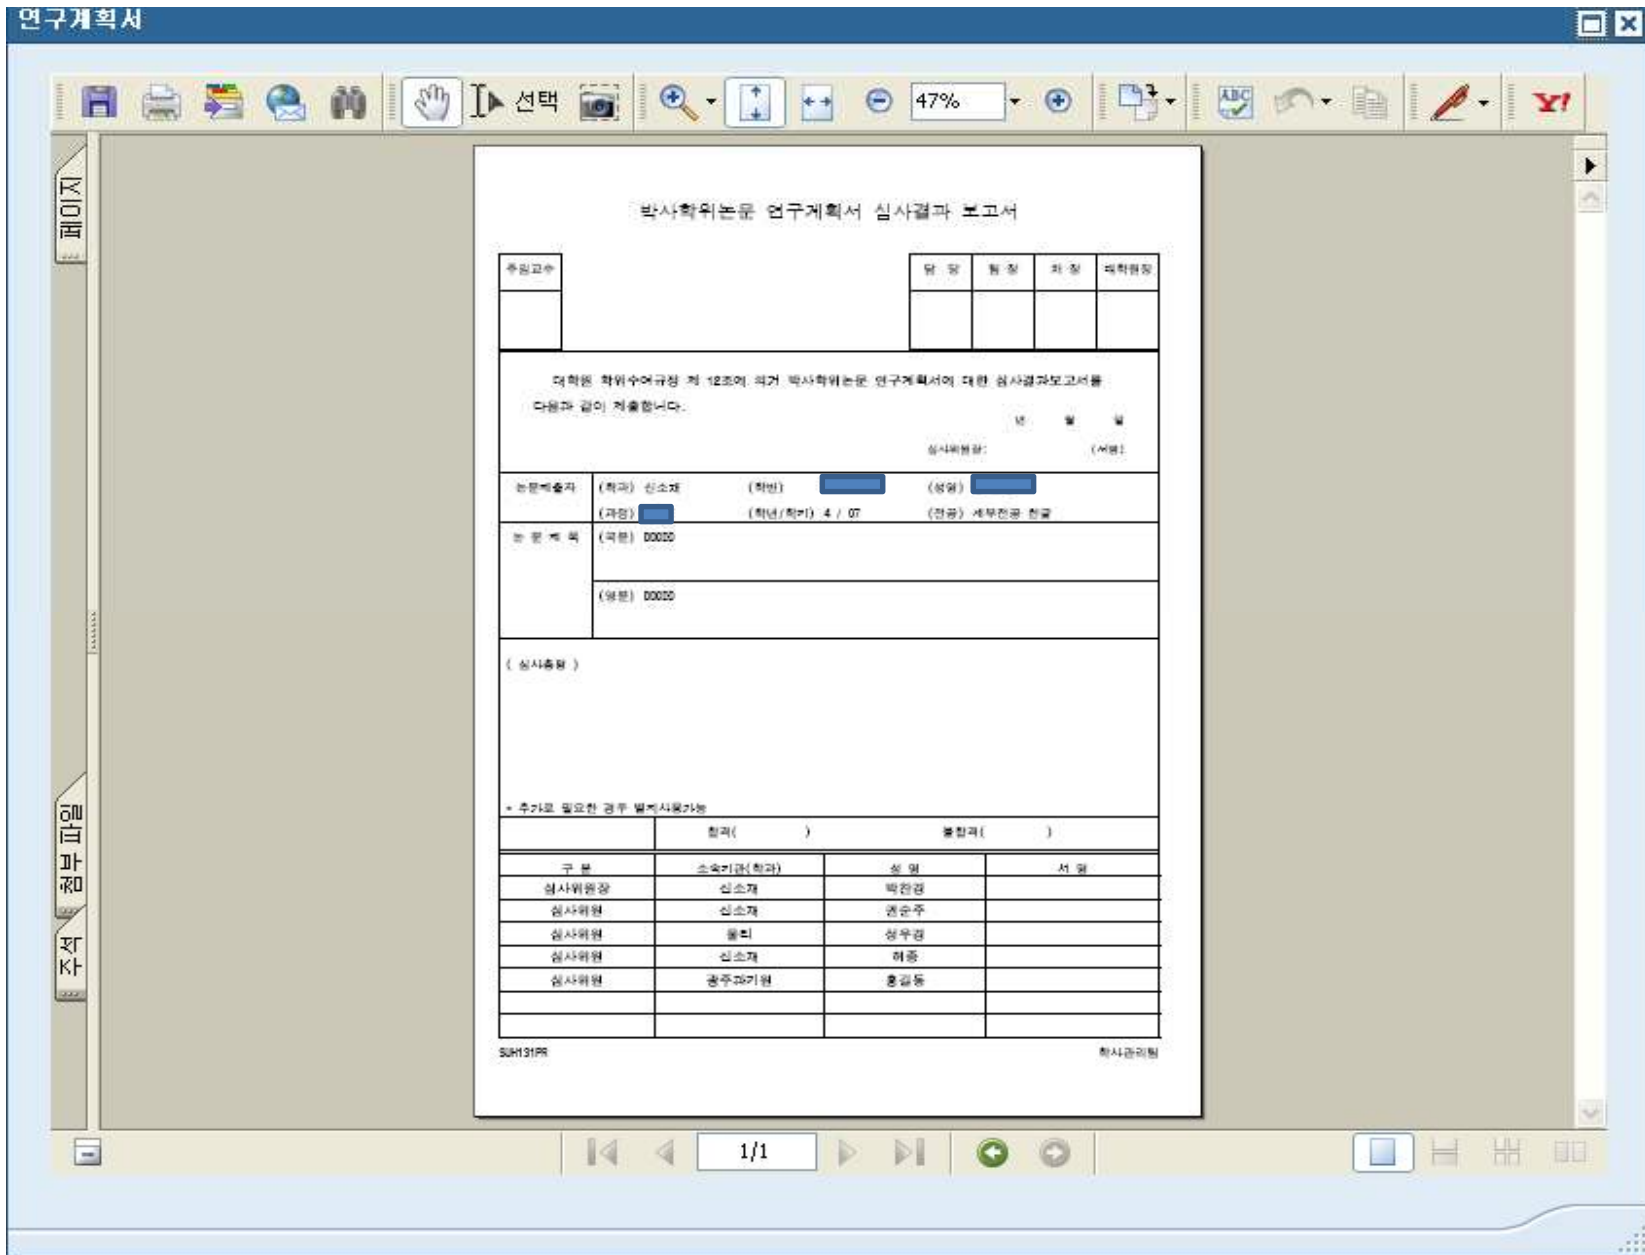 연구계획서
선택
47%
ABC
Y!
페이지
첨부 파일
주석
박사학위논문 연구계획서 심사결과 보고서
주임교수
담 당 팀 장 처 장 대학원장
대학원 학위수여규정 제 12조에 의거 박사학위논문 연구계획서에 대한 심사결과보고서를
다음과 같이 제출합니다.
년 월 일
심사위원장: (서명)
논문제출자 (학과) 신소재 (학번) (성명)
(과정) (학년/학기) 4 / 07 (전공) 세부전공 한글
논 문 제 목 (국문)
(영문)
( 심사총평 )
* 추가로 필요한 경우 별지사용가능
합격( ) 불합격( )
구 분 소속기관(학과) 성 명 서 명
심사위원장 신소재 박찬경
심사위원 신소재 권순주
심사위원 물리 성우경
심사위원 신소재 허종
심사위원 광주과기원 홍길동
SUH131PR 학사관리팀
1/1